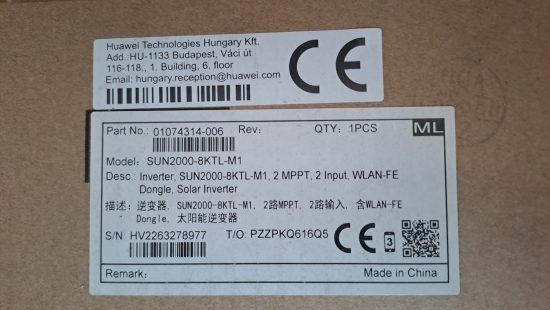 Huawei Technologies Hungary Kft.
Add.:HU-1133 Budapest, Váci út
116-118., 1. Building, 6. floor
Email: hungary.reception@huawei.com
CE
Part No.: 01074314-006 Rev: QTY: 1PCS ML
Model: SUN2000-8KTL-M1
Desc.: Inverter, SUN2000-8KTL-M1, 2 MPPT, 2 Input, WLAN-FE
Dongle, Solar Inverter
描述: 逆变器, SUN2000-8KTL-M1, 2路MPPT, 2路输入, 含WLAN-FE
Dongle, 太阳能逆变器
S/N: HV2263278977 T/O: PZZPKQ616Q5 CE 3
Remark: Made in China